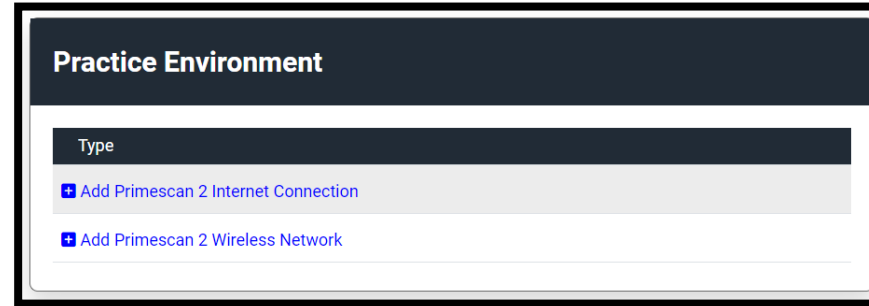 Practice Environment
Type
Add Primescan 2 Internet Connection
Add Primescan 2 Wireless Network